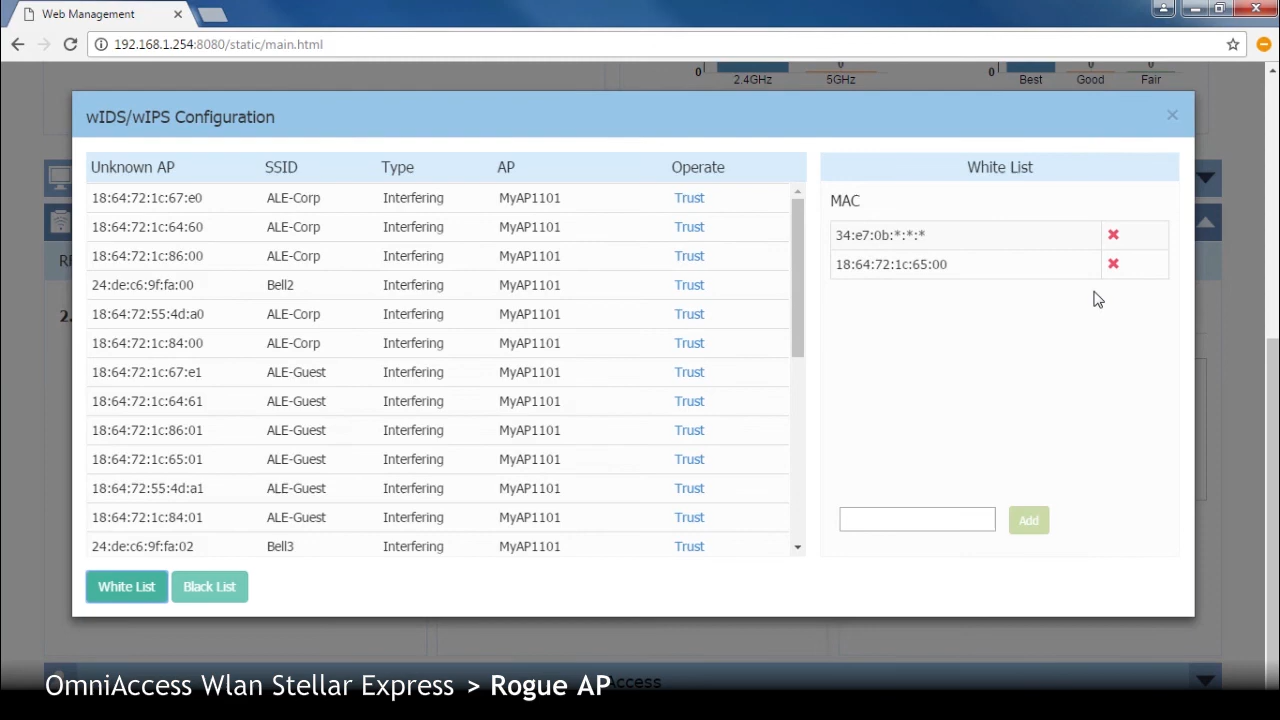 Web Management
192.168.1.254:8080/static/main.html
0 0 0 0
2.4GHz 5GHz Best Good Fair
wIDS/wIPS Configuration
Unknown AP SSID Type AP Operate
18:64:72:1c:67:e0 ALE-Corp Interfering MyAP1101 Trust
18:64:72:1c:64:60 ALE-Corp Interfering MyAP1101 Trust
18:64:72:1c:86:00 ALE-Corp Interfering MyAP1101 Trust
24:de:c6:9f:fa:00 Bell2 Interfering MyAP1101 Trust
18:64:72:55:4d:a0 ALE-Corp Interfering MyAP1101 Trust
18:64:72:1c:84:00 ALE-Corp Interfering MyAP1101 Trust
18:64:72:1c:67:e1 ALE-Guest Interfering MyAP1101 Trust
18:64:72:1c:64:61 ALE-Guest Interfering MyAP1101 Trust
18:64:72:1c:86:01 ALE-Guest Interfering MyAP1101 Trust
18:64:72:1c:65:01 ALE-Guest Interfering MyAP1101 Trust
18:64:72:55:4d:a1 ALE-Guest Interfering MyAP1101 Trust
18:64:72:1c:84:01 ALE-Guest Interfering MyAP1101 Trust
24:de:c6:9f:fa:02 Bell3 Interfering MyAP1101 Trust
White List
MAC
34:e7:0b:*:*:*
18:64:72:1c:65:00
Add
White List Black List
RF
2.
OmniAccess Wlan Stellar Express > Rogue AP
Access